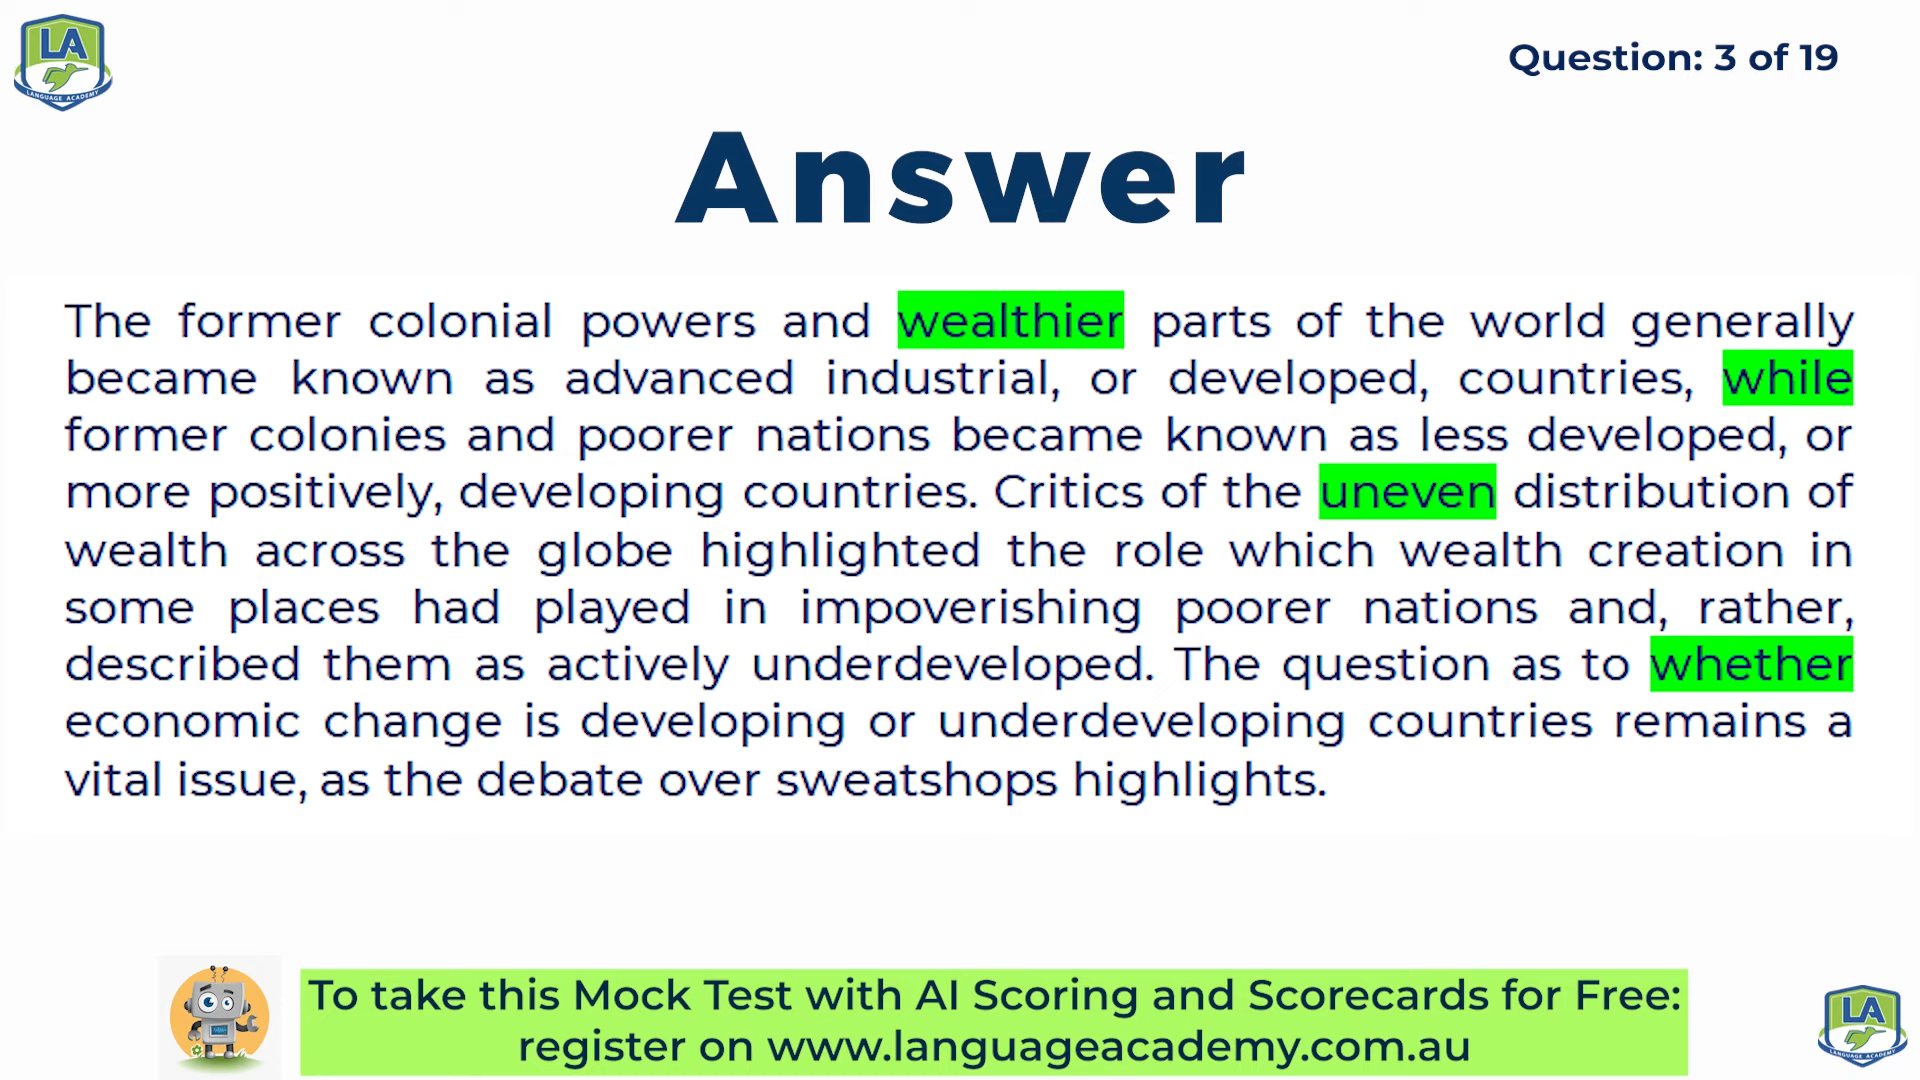 LA
LANGUAGE ACADEMY
Question: 3 of 19
Answer
The former colonial powers and wealthier parts of the world generally
became known as advanced industrial, or developed, countries, while
former colonies and poorer nations became known as less developed, or
more positively, developing countries. Critics of the uneven distribution of
wealth across the globe highlighted the role which wealth creation in
some places had played in impoverishing poorer nations and, rather,
described them as actively underdeveloped. The question as to whether
economic change is developing or underdeveloping countries remains a
vital issue, as the debate over sweatshops highlights.
To take this Mock Test with AI Scoring and Scorecards for Free:
register on www.languageacademy.com.au
LA
LANGUAGE ACADEMY